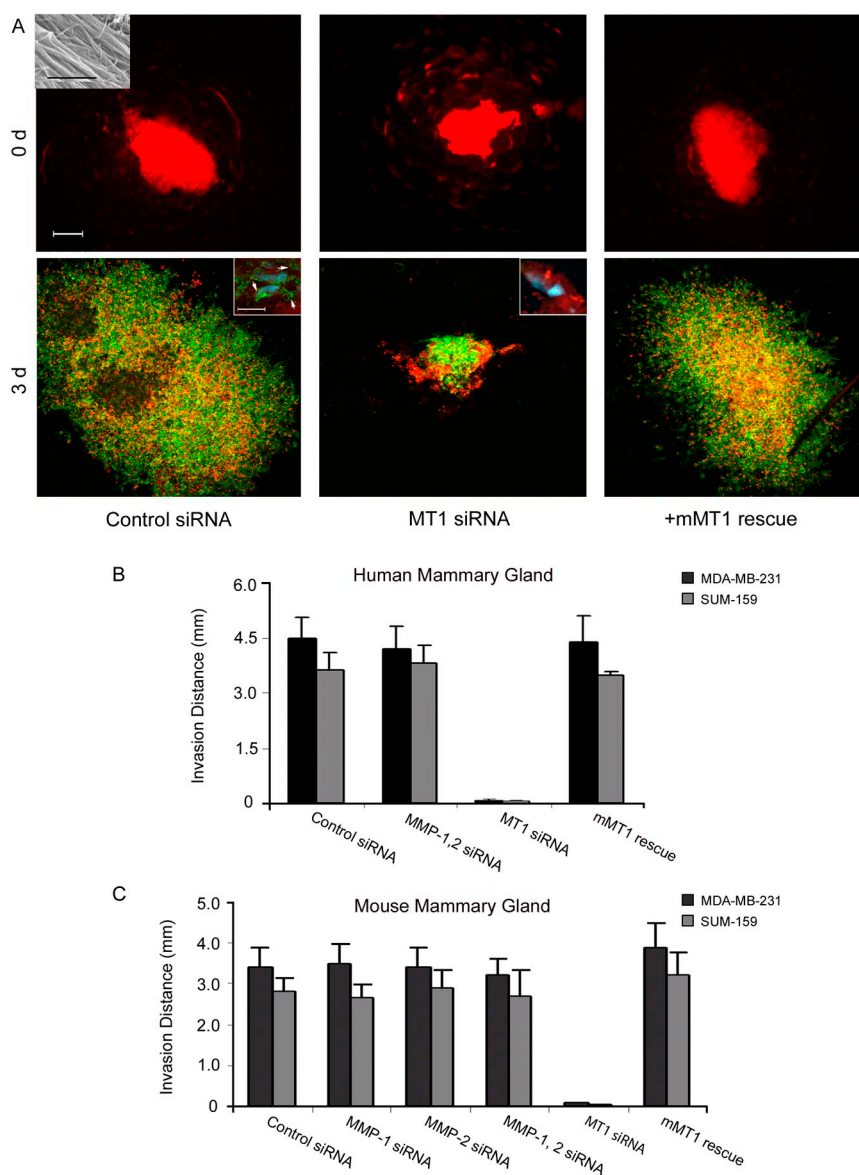 A
0 d
3 d
Control siRNA
MT1 siRNA
+mMT1 rescue
B
Human Mammary Gland
MDA-MB-231
SUM-159
Invasion Distance (mm)
6.0
4.5
3.0
1.5
0
Control siRNA
MMP-1,2 siRNA
MT1 siRNA
mMT1 rescue
C
Mouse Mammary Gland
MDA-MB-231
SUM-159
Invasion Distance (mm)
5.0
4.0
3.0
2.0
1.0
0
Control siRNA
MMP-1 siRNA
MMP-2 siRNA
MMP-1, 2 siRNA
MT1 siRNA
mMT1 rescue